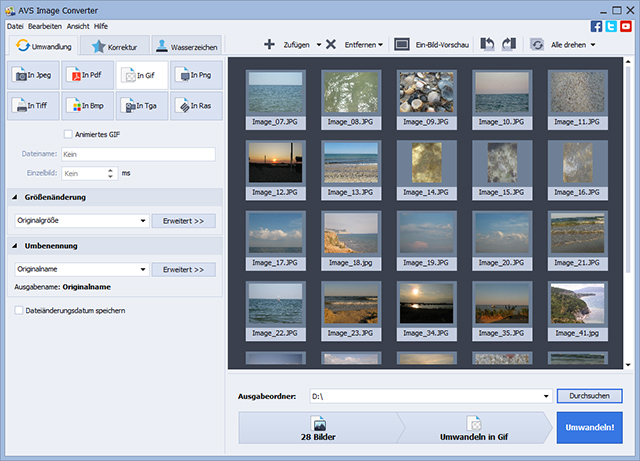 AVS Image Converter
Datei Bearbeiten Ansicht Hilfe
Umwandlung Korrektur Wasserzeichen
Zufügen Entfernen Ein-Bild-Vorschau Alle drehen
In Jpeg In Pdf In Gif In Png
In Tiff In Bmp In Tga In Ras
Animiertes GIF
Dateiname: Kein
Einzelbild: Kein ms
Größenänderung
Originalgröße Erweitert >>
Umbenennung
Originalname Erweitert >>
Ausgabename: Originalname
Dateiänderungsdatum speichern
Image_07.JPG Image_08.JPG Image_09.JPG Image_10.JPG Image_11.JPG
Image_12.JPG Image_13.JPG Image_14.JPG Image_15.JPG Image_16.JPG
Image_17.JPG Image_18.jpg Image_19.JPG Image_20.JPG Image_21.JPG
Image_22.JPG Image_23.JPG Image_34.JPG Image_35.JPG Image_41.jpg
Ausgabeordner: D:\ Durchsuchen
28 Bilder Umwandeln in Gif Umwandeln!